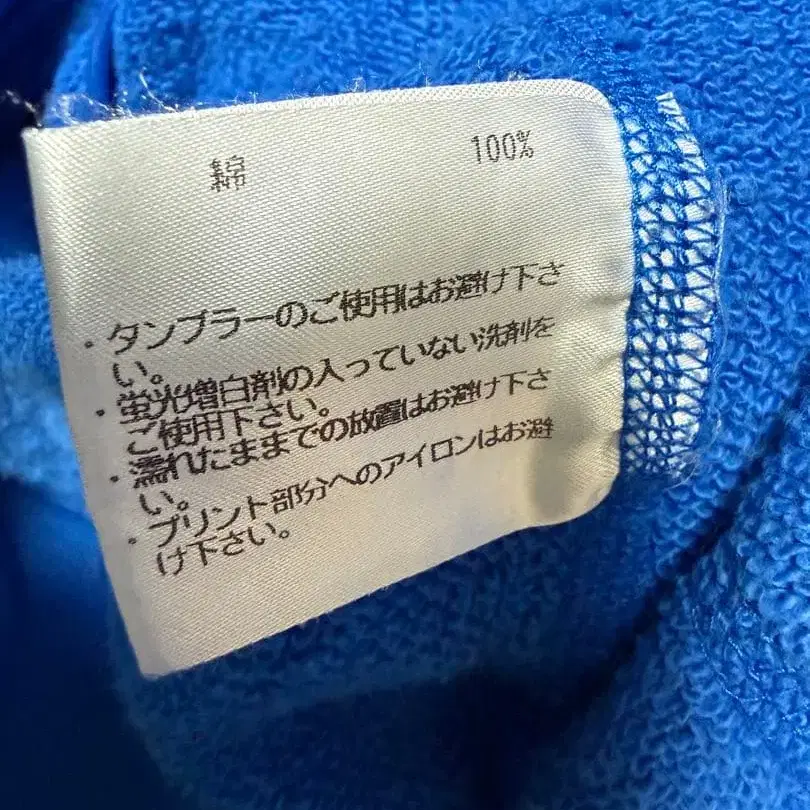 綿 100%
・タンブラーのご使用はお避け下さ
い。
・蛍光増白剤の入っていない洗剤を
ご使用下さい。
・濡れたままでの放置はお避け下さ
い。
・プリント部分へのアイロンはお避
け下さい。